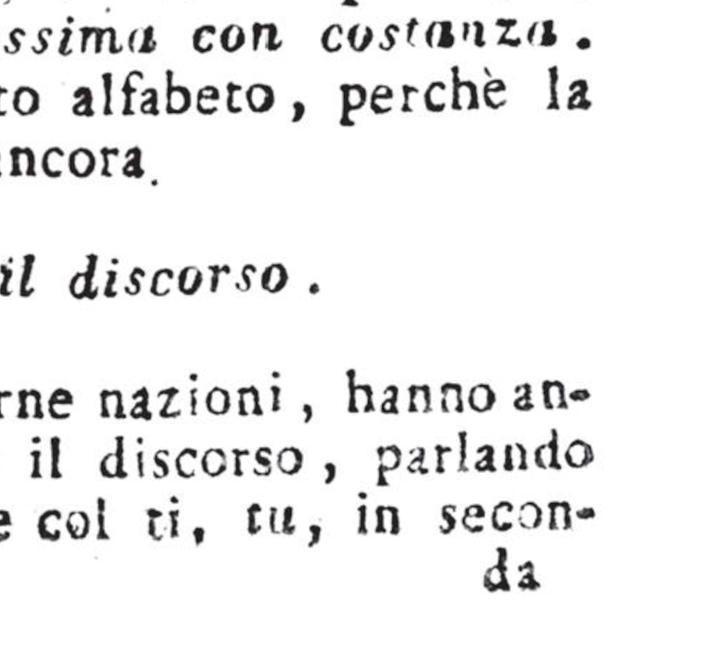 ssima con costanza.
to alfabeto, perchè la
ancora.
il discorso.
rne nazioni, hanno an-
il discorso, parlando
e col ti, tu, in secon-
da